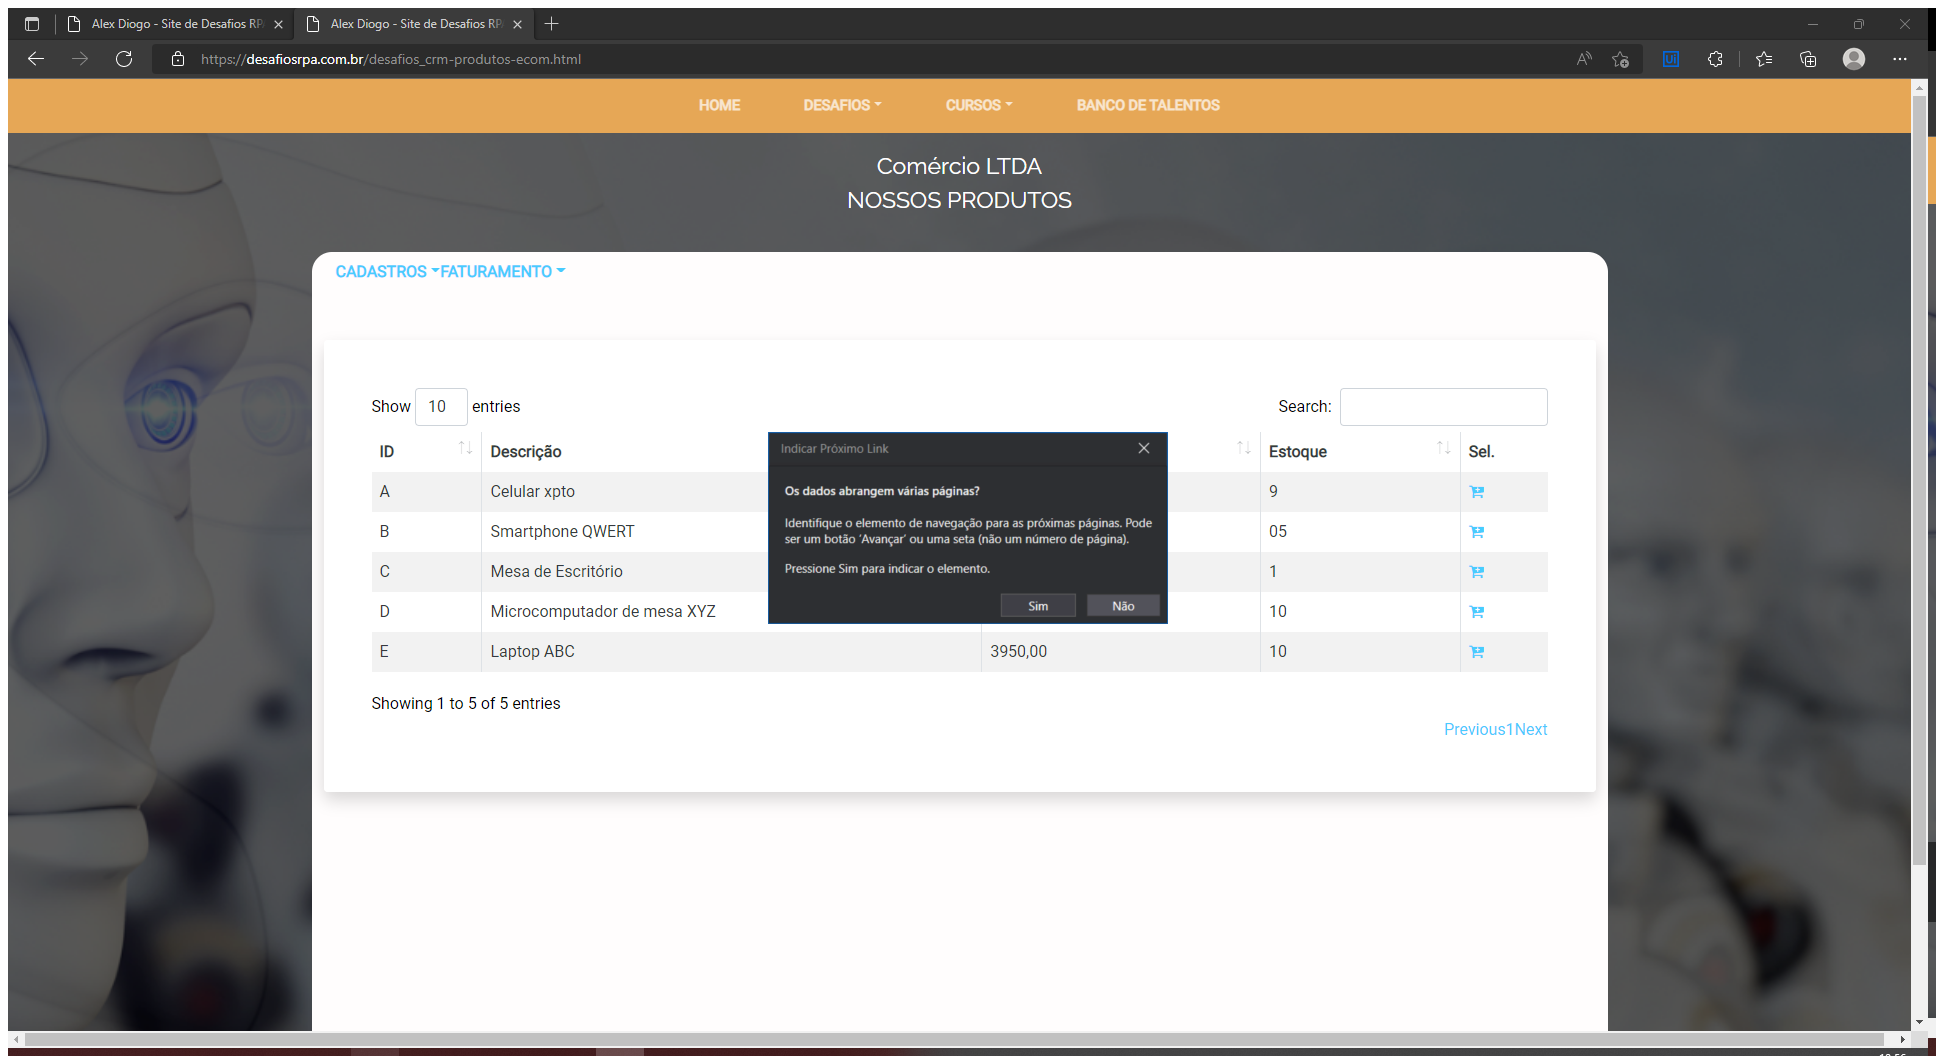 Alex Diogo - Site de Desafios RP
Alex Diogo - Site de Desafios RP
https://desafiosrpa.com.br/desafios_crm-produtos-ecom.html
HOME DESAFIOS CURSOS BANCO DE TALENTOS
Comércio LTDA
NOSSOS PRODUTOS
CADASTROS FATURAMENTO
Show 10 entries Search:
ID Descrição Estoque Sel.
A Celular xpto 9
B Smartphone QWERT 05
C Mesa de Escritório 1
D Microcomputador de mesa XYZ 10
E Laptop ABC 3950,00 10
Indicar Próximo Link
Os dados abrangem várias páginas?
Identifique o elemento de navegação para as próximas páginas. Pode
ser um botão 'Avançar' ou uma seta (não um número de página).
Pressione Sim para indicar o elemento.
Sim Não
Showing 1 to 5 of 5 entries
Previous1Next